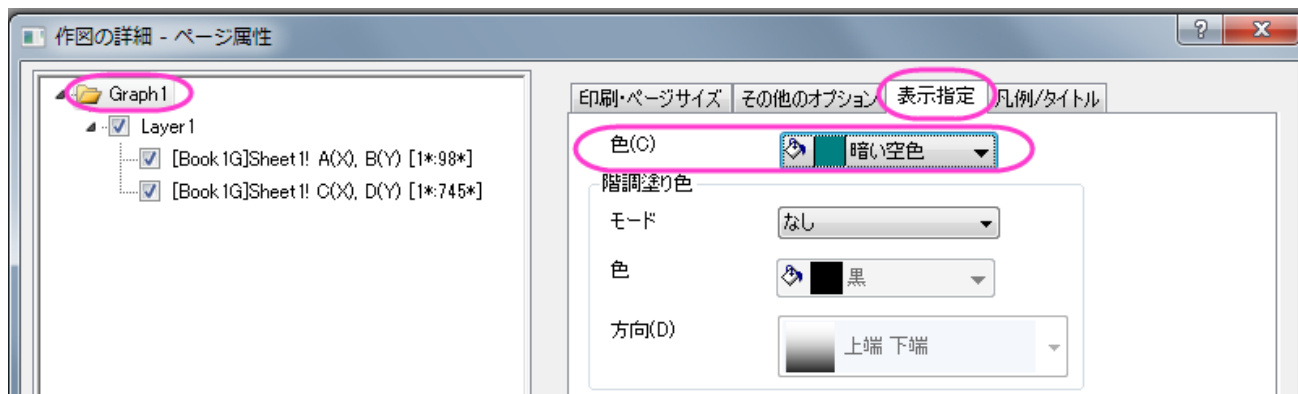 作図の詳細 - ページ属性
Graph1
Layer1
[Book1G]Sheet1! A(X), B(Y) [1*:98*]
[Book1G]Sheet1! C(X), D(Y) [1*:745*]
印刷・ページサイズ その他のオプション 表示指定 凡例/タイトル
色(C) 暗い空色
階調塗り色
モード なし
色 黒
方向(D) 上端 下端